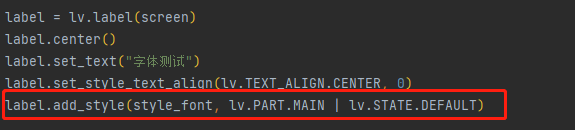 label = lv.label(screen)
label.center()
label.set_text("字体测试")
label.set_style_text_align(lv.TEXT_ALIGN.CENTER, 0)
label.add_style(style_font, lv.PART.MAIN | lv.STATE.DEFAULT)